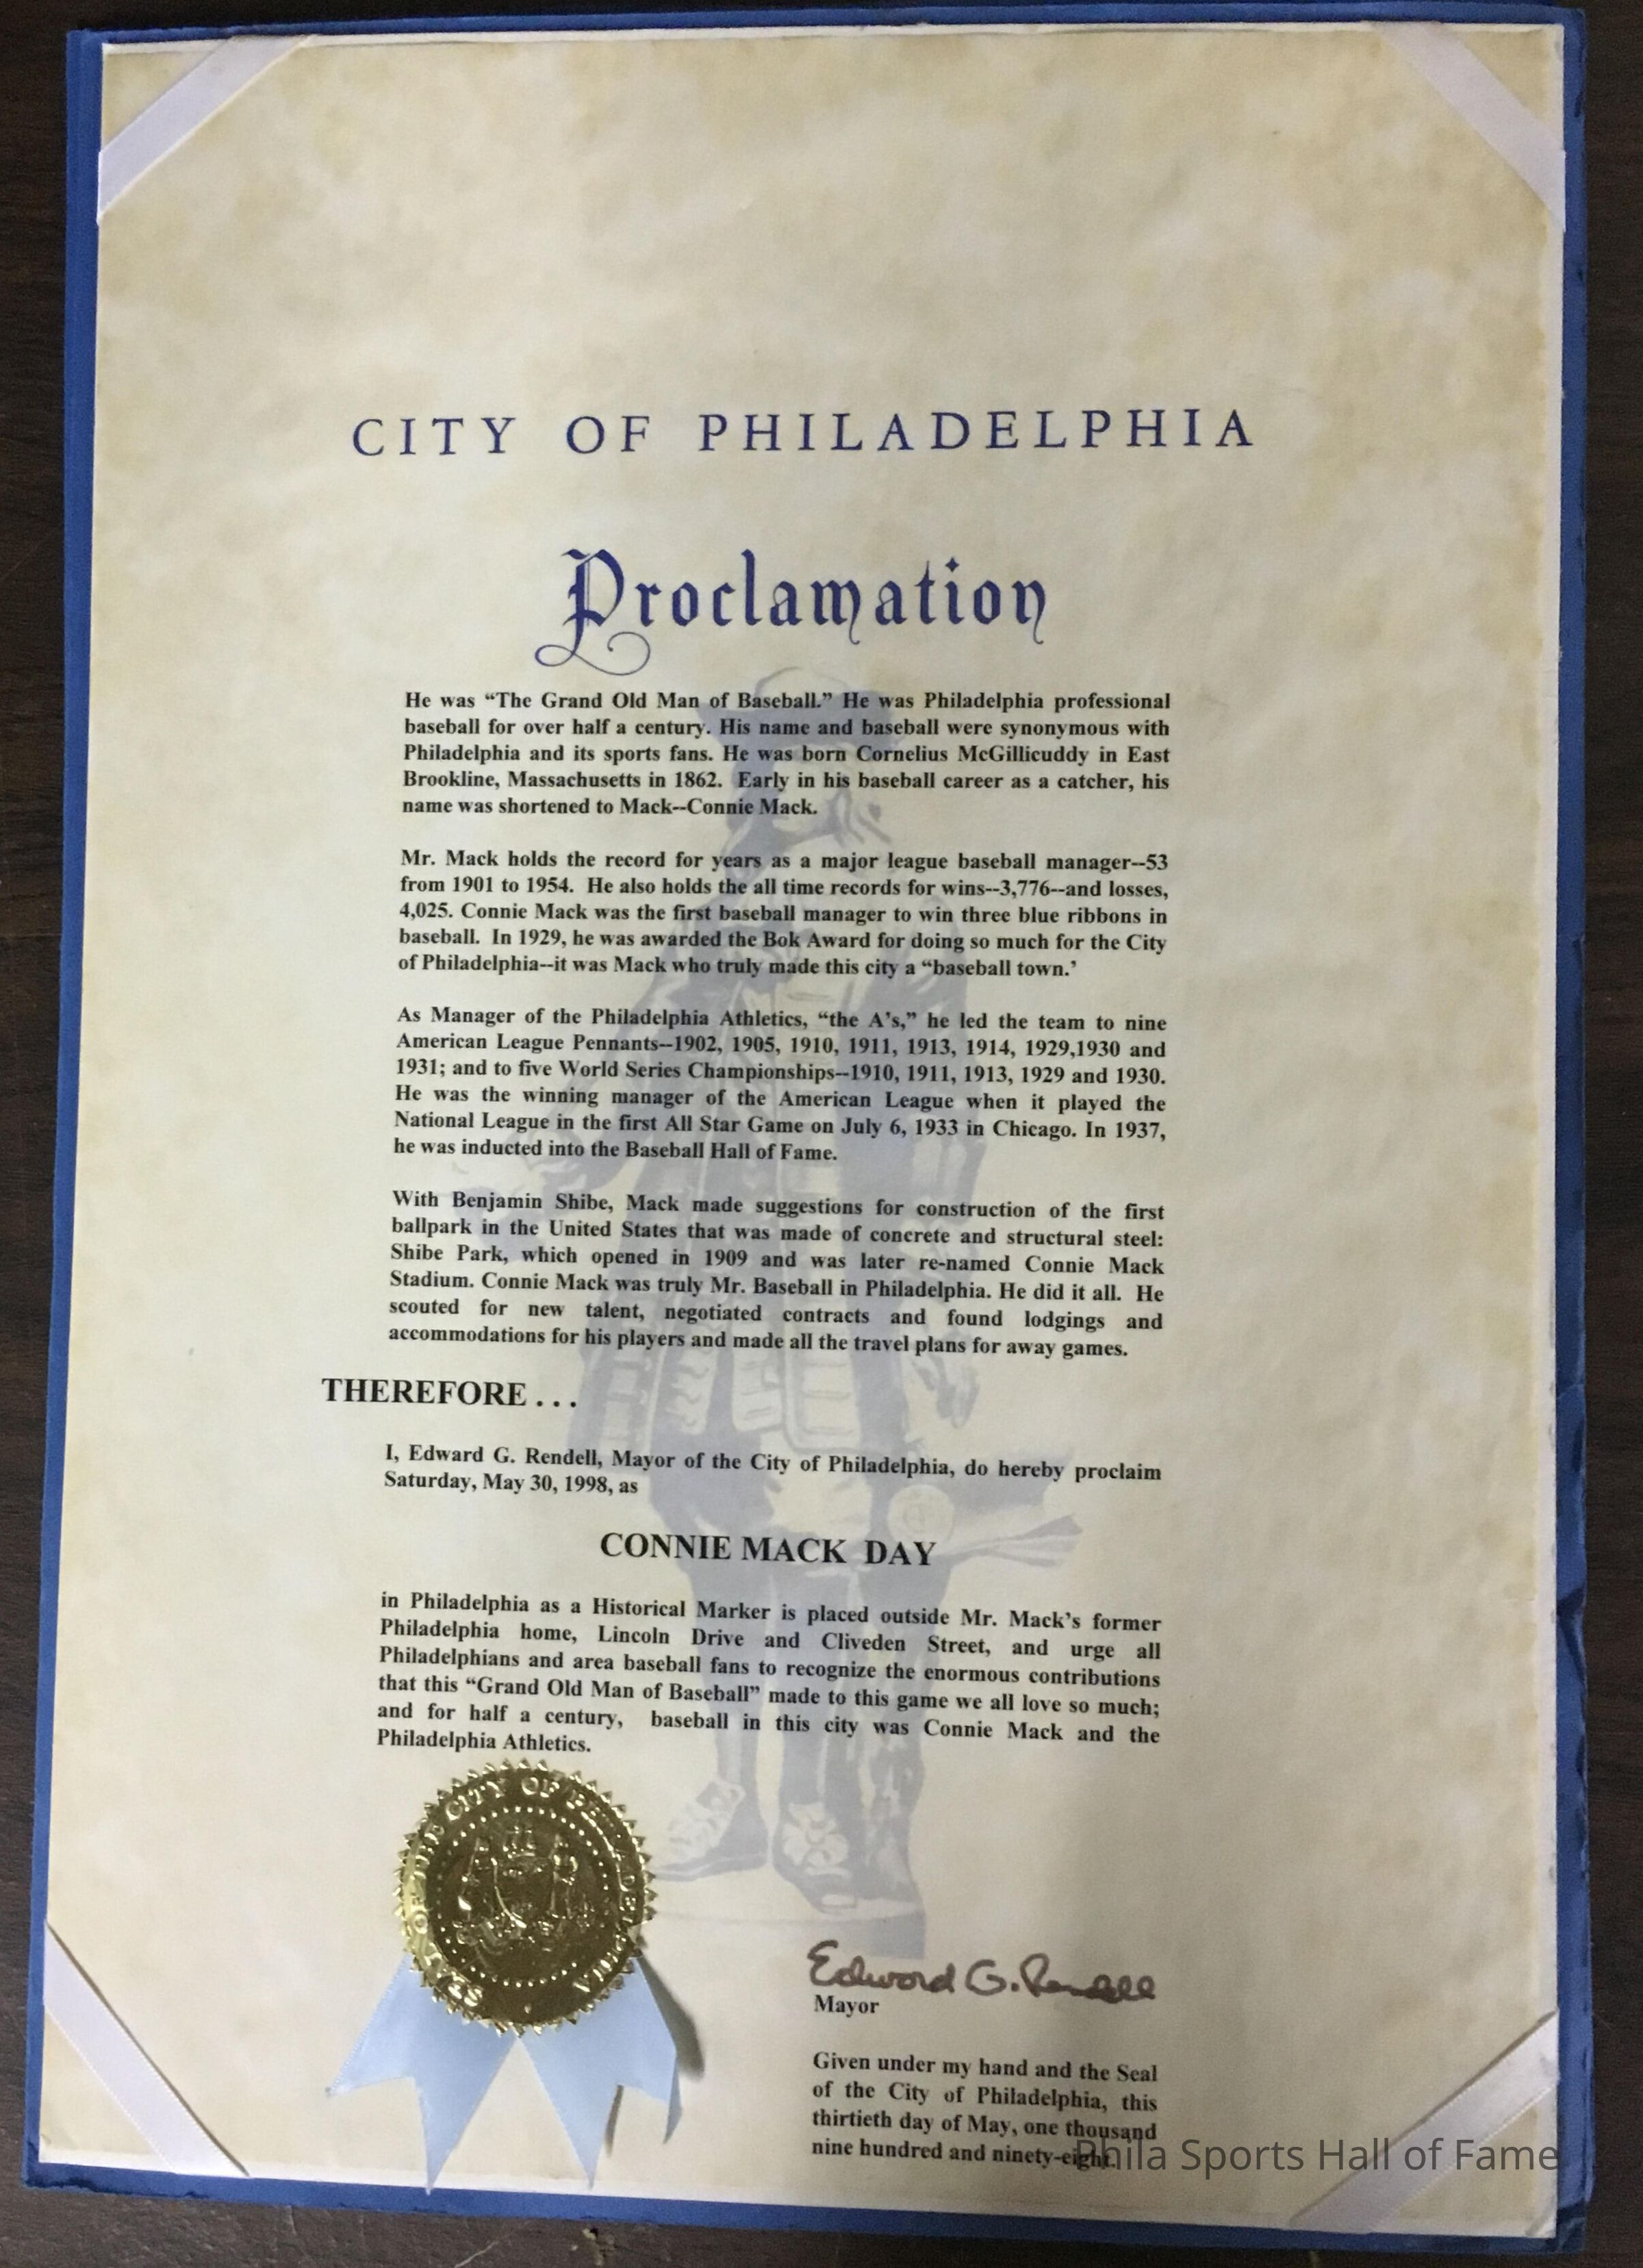 CITY OF PHILADELPHIA
Proclamation
He was “The Grand Old Man of Baseball.” He was Philadelphia professional
baseball for over half a century. His name and baseball were synonymous with
Philadelphia and its sports fans. He was born Cornelius McGillicuddy in East
Brookline, Massachusetts in 1862. Early in his baseball career as a catcher, his
name was shortened to Mack--Connie Mack.
Mr. Mack holds the record for years as a major league baseball manager--53
from 1901 to 1954. He also holds the all time records for wins--3,776--and losses,
4,025. Connie Mack was the first baseball manager to win three blue ribbons in
baseball. In 1929, he was awarded the Bok Award for doing so much for the City
of Philadelphia--it was Mack who truly made this city a “baseball town.’
As Manager of the Philadelphia Athletics, “the A’s,” he led the team to nine
American League Pennants--1902, 1905, 1910, 1911, 1913, 1914, 1929,1930 and
1931; and to five World Series Championships--1910, 1911, 1913, 1929 and 1930.
He was the winning manager of the American League when it played the
National League in the first All Star Game on July 6, 1933 in Chicago. In 1937,
he was inducted into the Baseball Hall of Fame.
With Benjamin Shibe, Mack made suggestions for construction of the first
ballpark in the United States that was made of concrete and structural steel:
Shibe Park, which opened in 1909 and was later re-named Connie Mack
Stadium. Connie Mack was truly Mr. Baseball in Philadelphia. He did it all. He
scouted for new talent, negotiated contracts and found lodgings and
accommodations for his players and made all the travel plans for away games.
THEREFORE . . .
I, Edward G. Rendell, Mayor of the City of Philadelphia, do hereby proclaim
Saturday, May 30, 1998, as
CONNIE MACK DAY
in Philadelphia as a Historical Marker is placed outside Mr. Mack’s former
Philadelphia home, Lincoln Drive and Cliveden Street, and urge all
Philadelphians and area baseball fans to recognize the enormous contributions
that this “Grand Old Man of Baseball” made to this game we all love so much;
and for half a century, baseball in this city was Connie Mack and the
Philadelphia Athletics.
SEAL OF THE CITY OF PHILADELPHIA
Edward G. Rendell
Mayor
Given under my hand and the Seal
of the City of Philadelphia, this
thirtieth day of May, one thousand
nine hundred and ninety-eight.
Phila Sports Hall of Fame